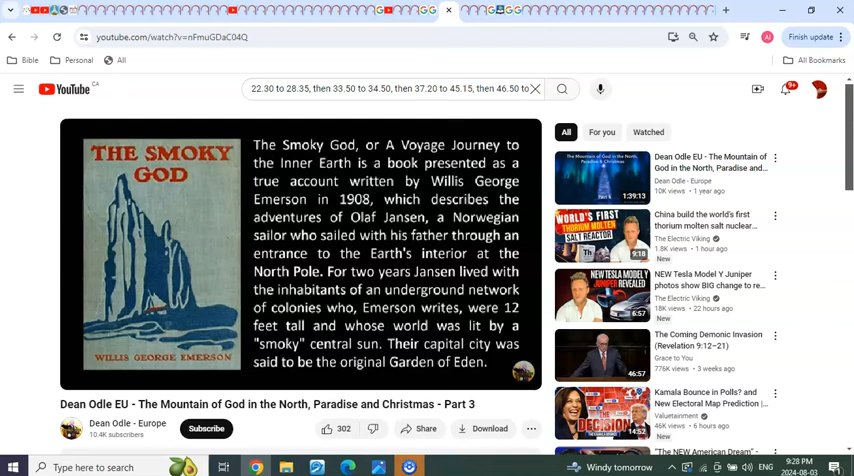 youtube.com/watch?v=nFmuGDaC04Q
Finish update
Bible
Personal
All
All Bookmarks
YouTube CA
22.30 to 28.35, then 33.50 to 34.50, then 37.20 to 45.15, then 46.50 to
9+
THE SMOKY
GOD
WILLIS GEORGE EMERSON
The Smoky God, or A Voyage Journey to
the Inner Earth is a book presented as a
true account written by Willis George
Emerson in 1908, which describes the
adventures of Olaf Jansen, a Norwegian
sailor who sailed with his father through an
entrance to the Earth's interior at the
North Pole. For two years Jansen lived with
the inhabitants of an underground network
of colonies who, Emerson writes, were 12
feet tall and whose world was lit by a
"smoky" central sun. Their capital city was
said to be the original Garden of Eden.
Dean Odle EU - The Mountain of God in the North, Paradise and Christmas - Part 3
Dean Odle - Europe
10.4K subscribers
Subscribe
302
Share
Download
All
For you
Watched
1:39:13
Dean Odle EU - The Mountain of
God in the North, Paradise and...
Dean Odle - Europe
10K views • 1 year ago
WORLD'S FIRST
THORIUM MOLTEN
SALT REACTOR
Th
9:18
China build the world's first
thorium molten salt nuclear...
The Electric Viking
1.8K views • 1 hour ago
New
NEW TESLA MODEL Y
JUNIPER
REVEALED
6:57
NEW Tesla Model Y Juniper
photos show BIG change to re...
The Electric Viking
18K views • 22 hours ago
New
46:57
The Coming Demonic Invasion
(Revelation 9:12–21)
Grace to You
776K views • 3 weeks ago
THE
DECISION
14:52
Kamala Bounce in Polls? and
New Electoral Map Prediction |...
Valuetainment
46K views • 6 hours ago
New
"The NEW American Dream" -
Type here to search
Windy tomorrow
ENG
9:28 PM
2024-08-03